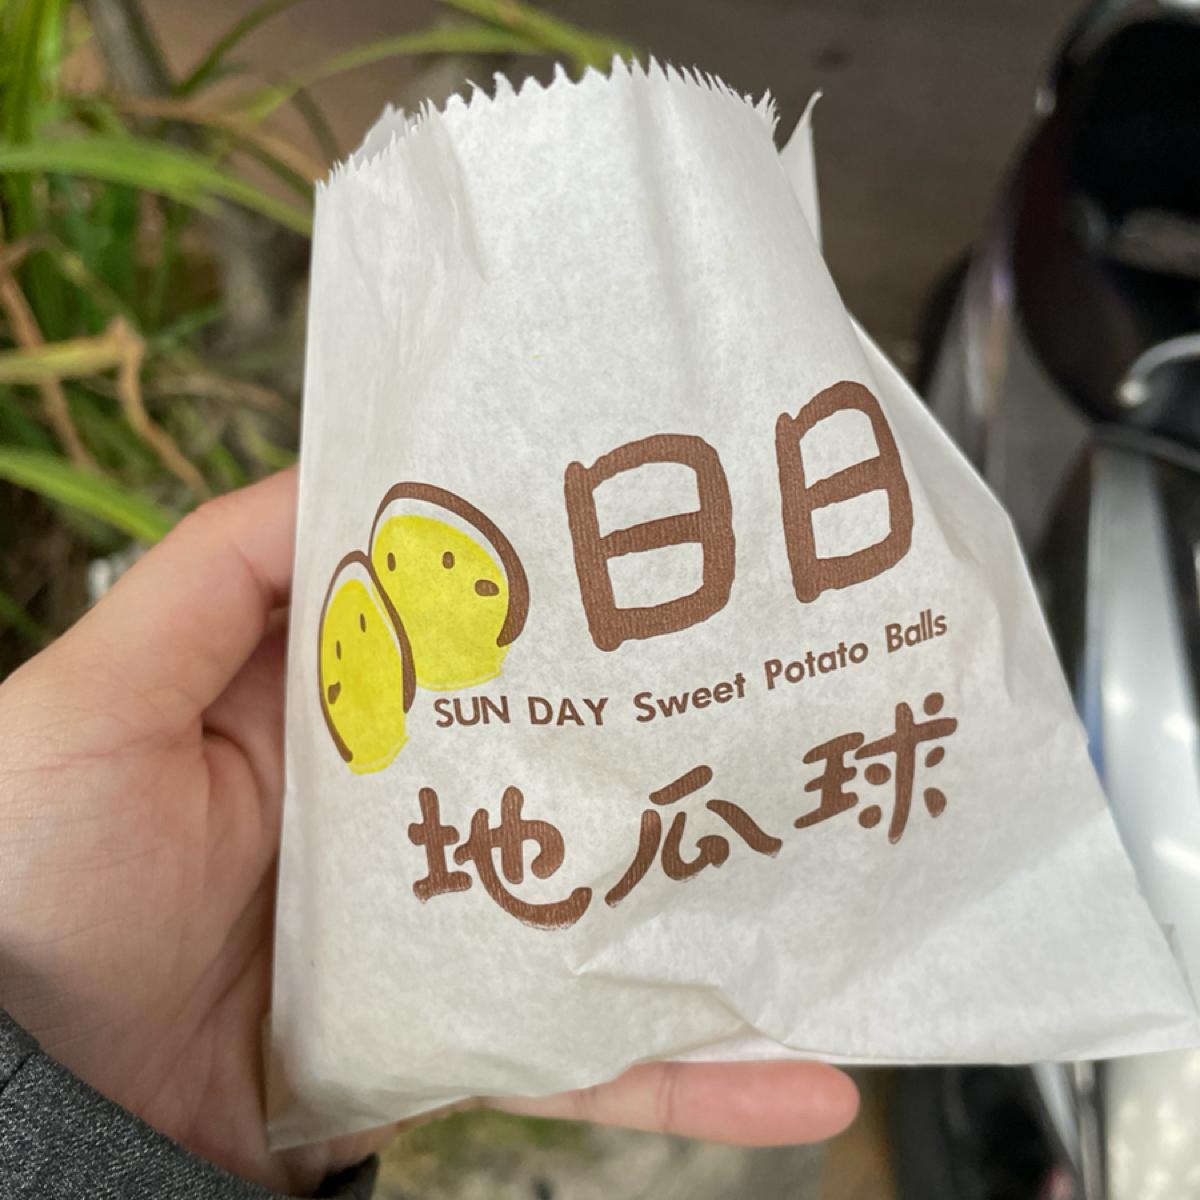 日日
SUN DAY Sweet Potato Balls
地瓜球